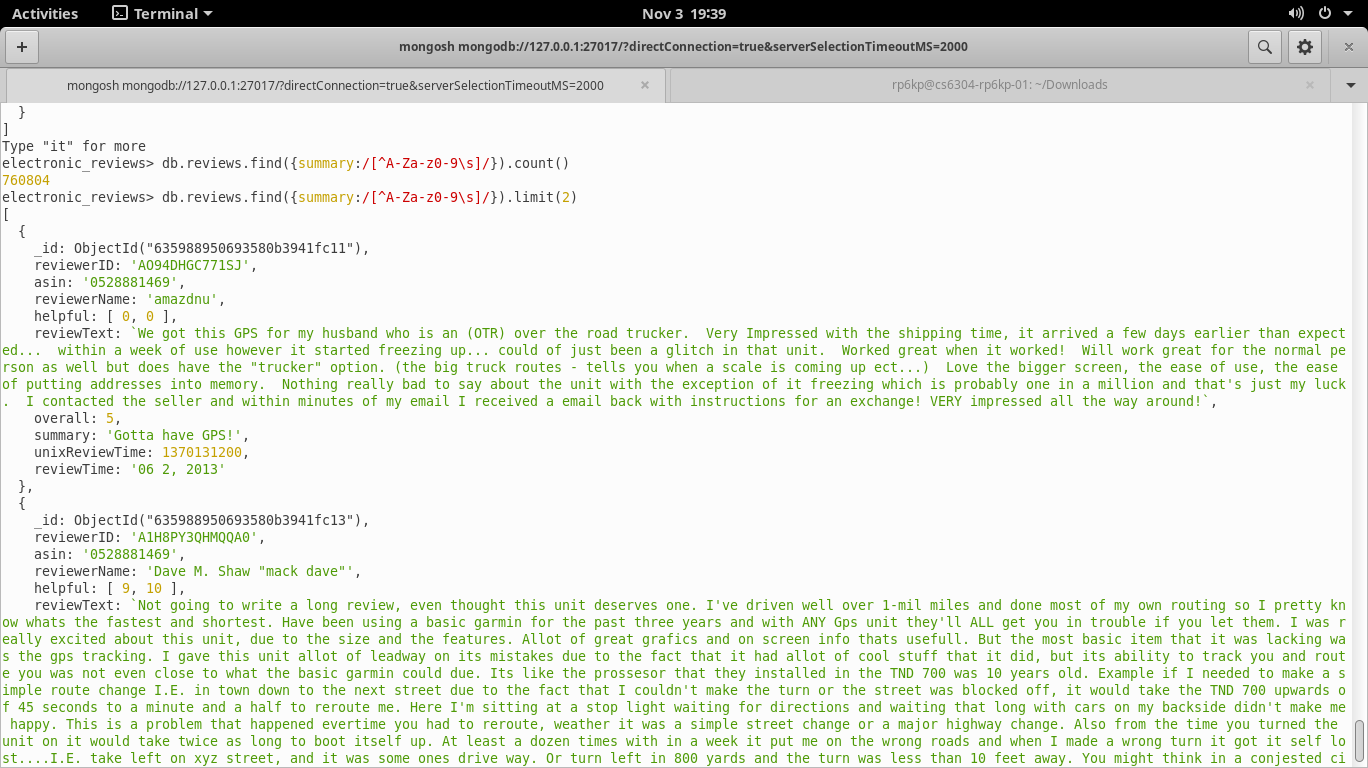 Activities Terminal Nov 3 19:39
+ mongosh mongodb://127.0.0.1:27017/?directConnection=true&serverSelectionTimeoutMS=2000
mongosh mongodb://127.0.0.1:27017/?directConnection=true&serverSelectionTimeoutMS=2000 × rp6kp@cs6304-rp6kp-01: ~/Downloads ×
  }
]
Type "it" for more
electronic_reviews> db.reviews.find({summary:/[^A-Za-z0-9\s]/}).count()
760804
electronic_reviews> db.reviews.find({summary:/[^A-Za-z0-9\s]/}).limit(2)
[
  {
    _id: ObjectId("635988950693580b3941fc11"),
    reviewerID: 'AO94DHGC771SJ',
    asin: '0528881469',
    reviewerName: 'amazdnu',
    helpful: [ 0, 0 ],
    reviewText: `We got this GPS for my husband who is an (OTR) over the road trucker.  Very Impressed with the shipping time, it arrived a few days earlier than expect
ed...  within a week of use however it started freezing up... could of just been a glitch in that unit.  Worked great when it worked!  Will work great for the normal pe
rson as well but does have the "trucker" option. (the big truck routes - tells you when a scale is coming up ect...)  Love the bigger screen, the ease of use, the ease
of putting addresses into memory.  Nothing really bad to say about the unit with the exception of it freezing which is probably one in a million and that's just my luck
.  I contacted the seller and within minutes of my email I received a email back with instructions for an exchange! VERY impressed all the way around!`,
    overall: 5,
    summary: 'Gotta have GPS!',
    unixReviewTime: 1370131200,
    reviewTime: '06 2, 2013'
  },
  {
    _id: ObjectId("635988950693580b3941fc13"),
    reviewerID: 'A1H8PY3QHMQQA0',
    asin: '0528881469',
    reviewerName: 'Dave M. Shaw "mack dave"',
    helpful: [ 9, 10 ],
    reviewText: `Not going to write a long review, even thought this unit deserves one. I've driven well over 1-mil miles and done most of my own routing so I pretty kn
ow whats the fastest and shortest. Have been using a basic garmin for the past three years and with ANY Gps unit they'll ALL get you in trouble if you let them. I was r
eally excited about this unit, due to the size and the features. Allot of great grafics and on screen info thats usefull. But the most basic item that it was lacking wa
s the gps tracking. I gave this unit allot of leadway on its mistakes due to the fact that it had allot of cool stuff that it did, but its ability to track you and rout
e you was not even close to what the basic garmin could due. Its like the prossesor that they installed in the TND 700 was 10 years old. Example if I needed to make a s
imple route change I.E. in town down to the next street due to the fact that I couldn't make the turn or the street was blocked off, it would take the TND 700 upwards o
f 45 seconds to a minute and a half to reroute me. Here I'm sitting at a stop light waiting for directions and waiting that long with cars on my backside didn't make me
 happy. This is a problem that happened evertime you had to reroute, weather it was a simple street change or a major highway change. Also from the time you turned the
unit on it would take twice as long to boot itself up. At least a dozen times with in a week it put me on the wrong roads and when I made a wrong turn it got it self lo
st....I.E. take left on xyz street, and it was some ones drive way. Or turn left in 800 yards and the turn was less than 10 feet away. You might think in a conjested ci